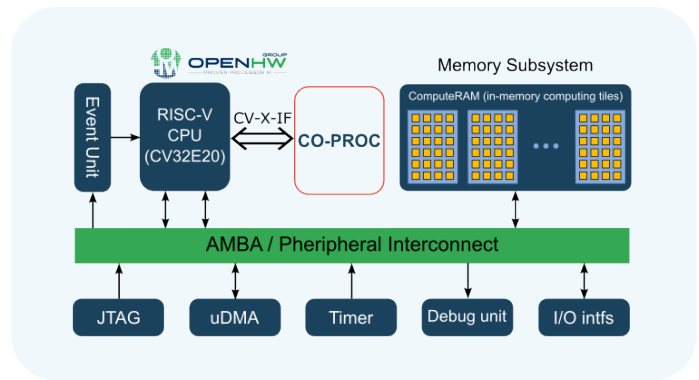 GROUP
OPENHW
PROVEN PROCESSOR IP
Memory Subsystem
Event Unit
RISC-V
CPU
(CV32E20)
CV-X-IF
CO-PROC
ComputeRAM (in-memory computing tiles)
AMBA / Pheripheral Interconnect
JTAG
uDMA
Timer
Debug unit
I/O intfs